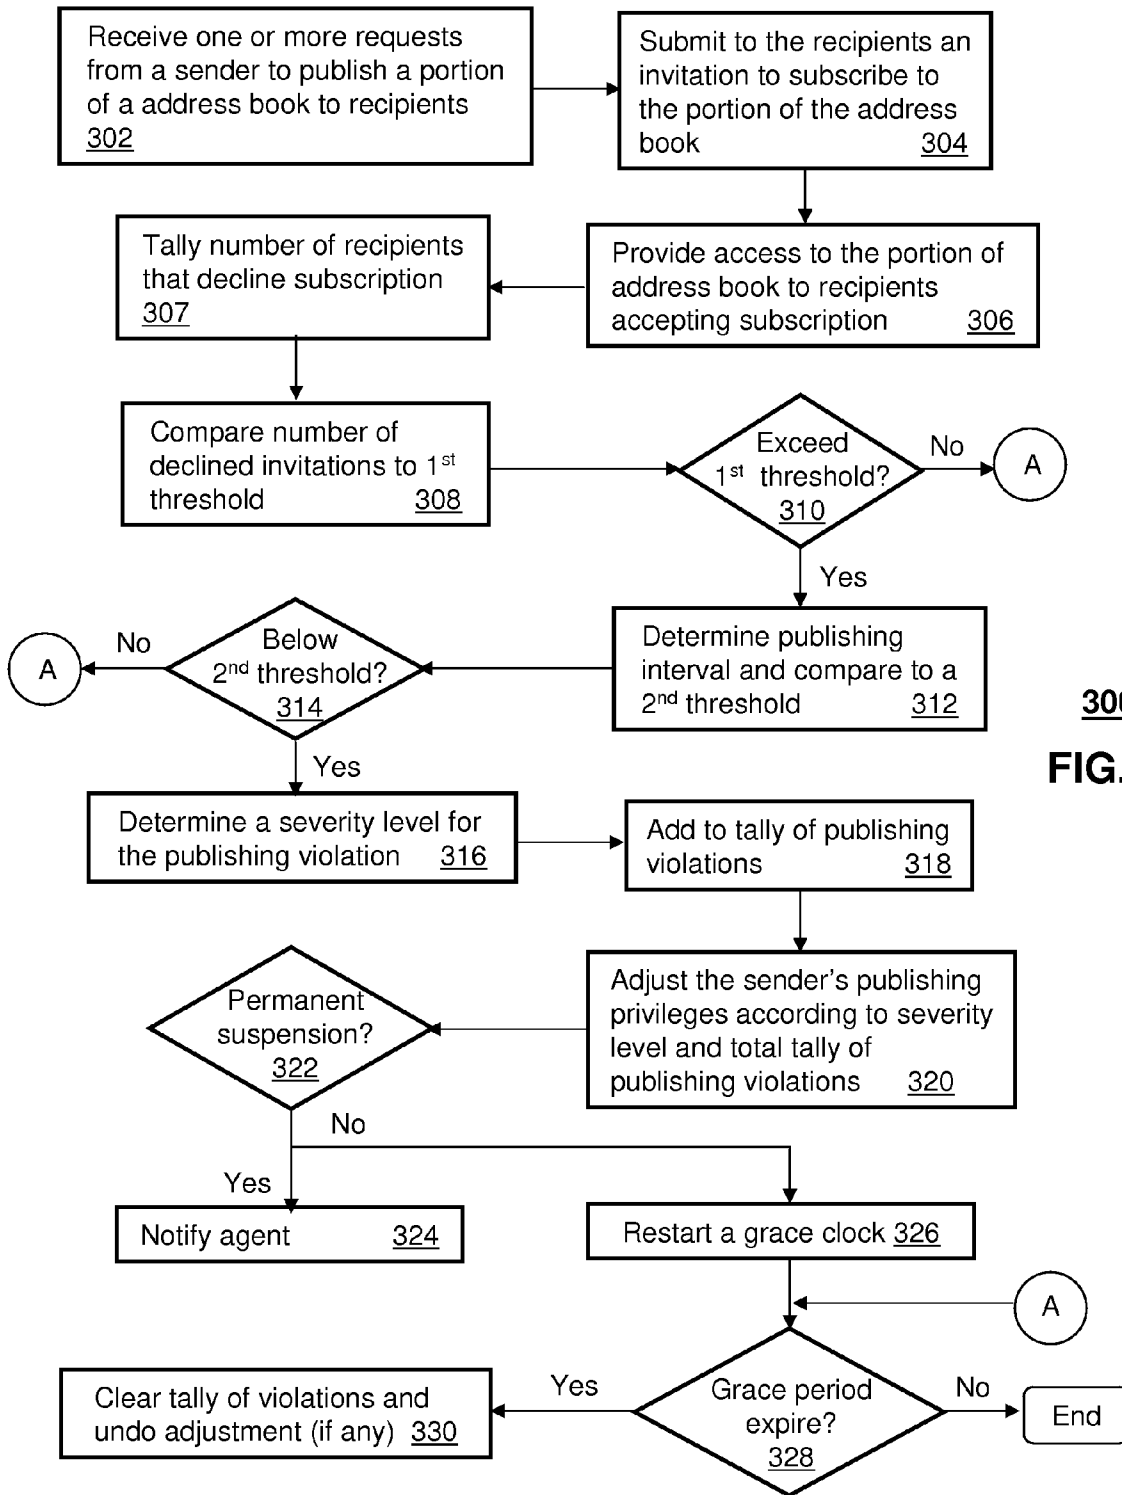 Receive one or more requests
from a sender to publish a portion
of a address book to recipients
302
Submit to the recipients an
invitation to subscribe to
the portion of the address
book 304
Tally number of recipients
that decline subscription
307
Provide access to the portion of
address book to recipients
accepting subscription 306
Compare number of
declined invitations to 1st
threshold 308
Exceed
1st threshold?
310
No
A
Yes
A
No
Below
2nd threshold?
314
Determine publishing
interval and compare to a
2nd threshold 312
300
FIG.
Yes
Determine a severity level for
the publishing violation 316
Add to tally of publishing
violations 318
Permanent
suspension?
322
Adjust the sender's publishing
privileges according to severity
level and total tally of
publishing violations 320
No
Yes
Notify agent 324
Restart a grace clock 326
A
Clear tally of violations and
undo adjustment (if any) 330
Yes
Grace period
expire?
328
No
End